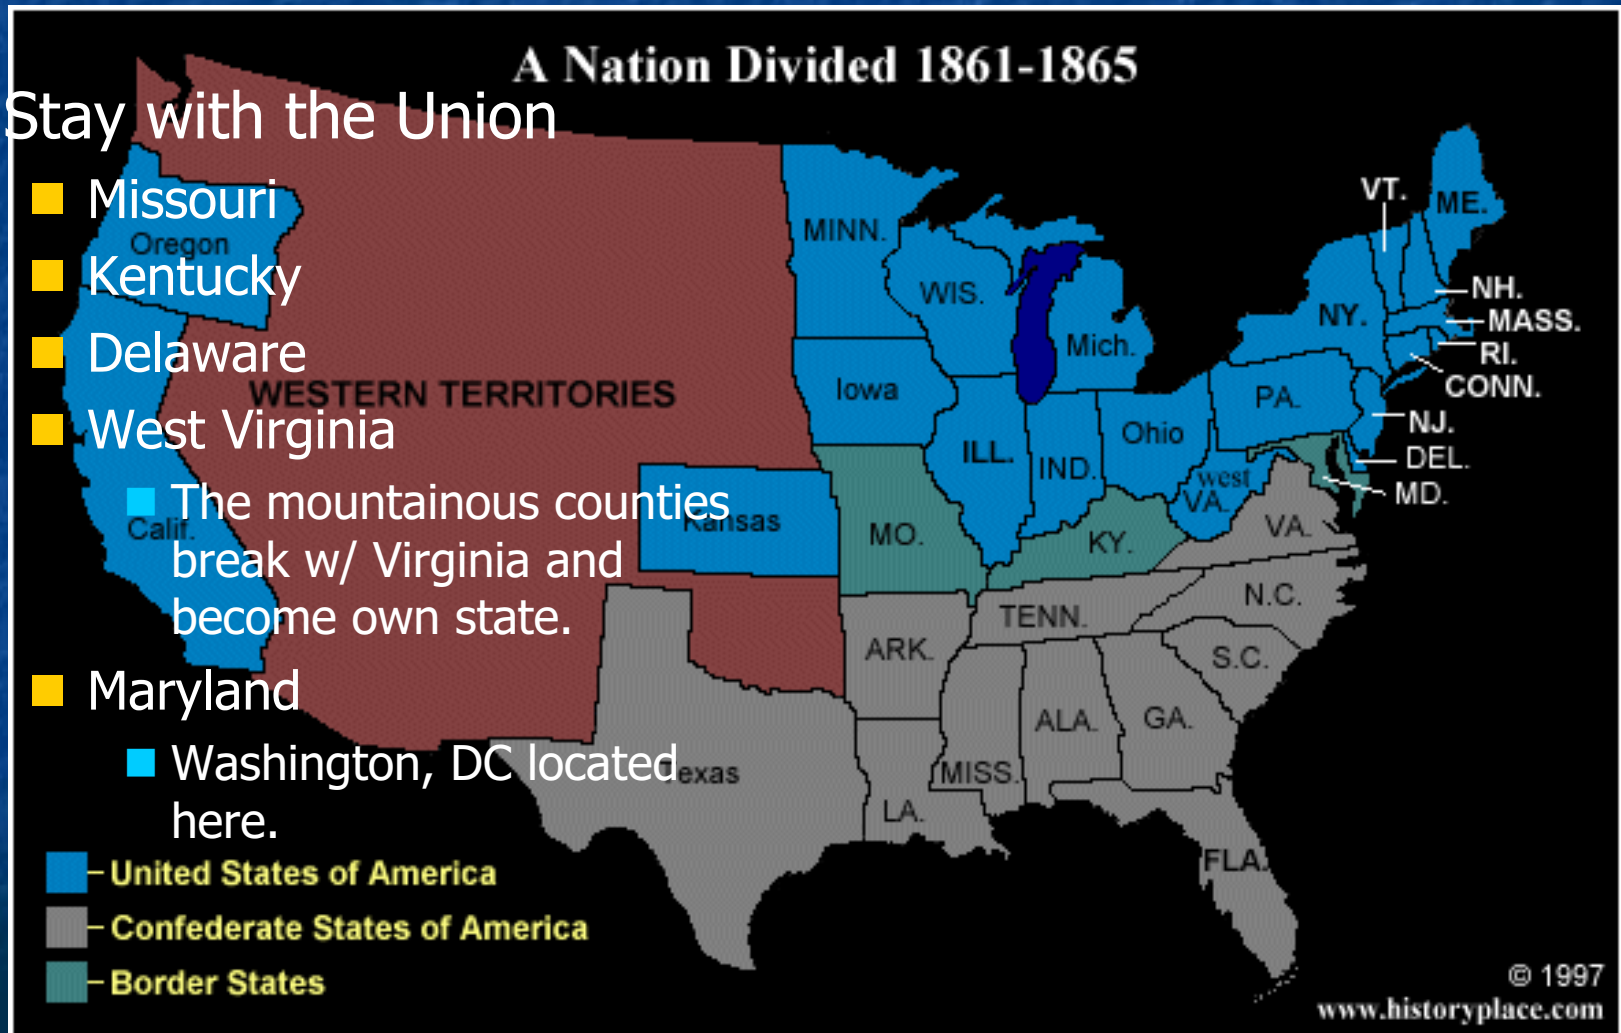 A Nation Divided 1861-1865
Stay with the Union
Missouri
Kentucky
Delaware
West Virginia
The mountainous counties
break w/ Virginia and
become own state.
Maryland
Washington, DC located
here.
Oregon
Calif.
WESTERN TERRITORIES
Kansas
Texas
MINN.
WIS.
Mich.
Iowa
ILL.
IND.
Ohio
PA.
NY.
VT.
ME.
NH.
MASS.
RI.
CONN.
NJ.
DEL.
MD.
west
VA.
VA.
MO.
KY.
TENN.
N.C.
S.C.
ARK.
MISS.
ALA.
GA.
LA.
FLA.
United States of America
Confederate States of America
Border States
© 1997
www.historyplace.com